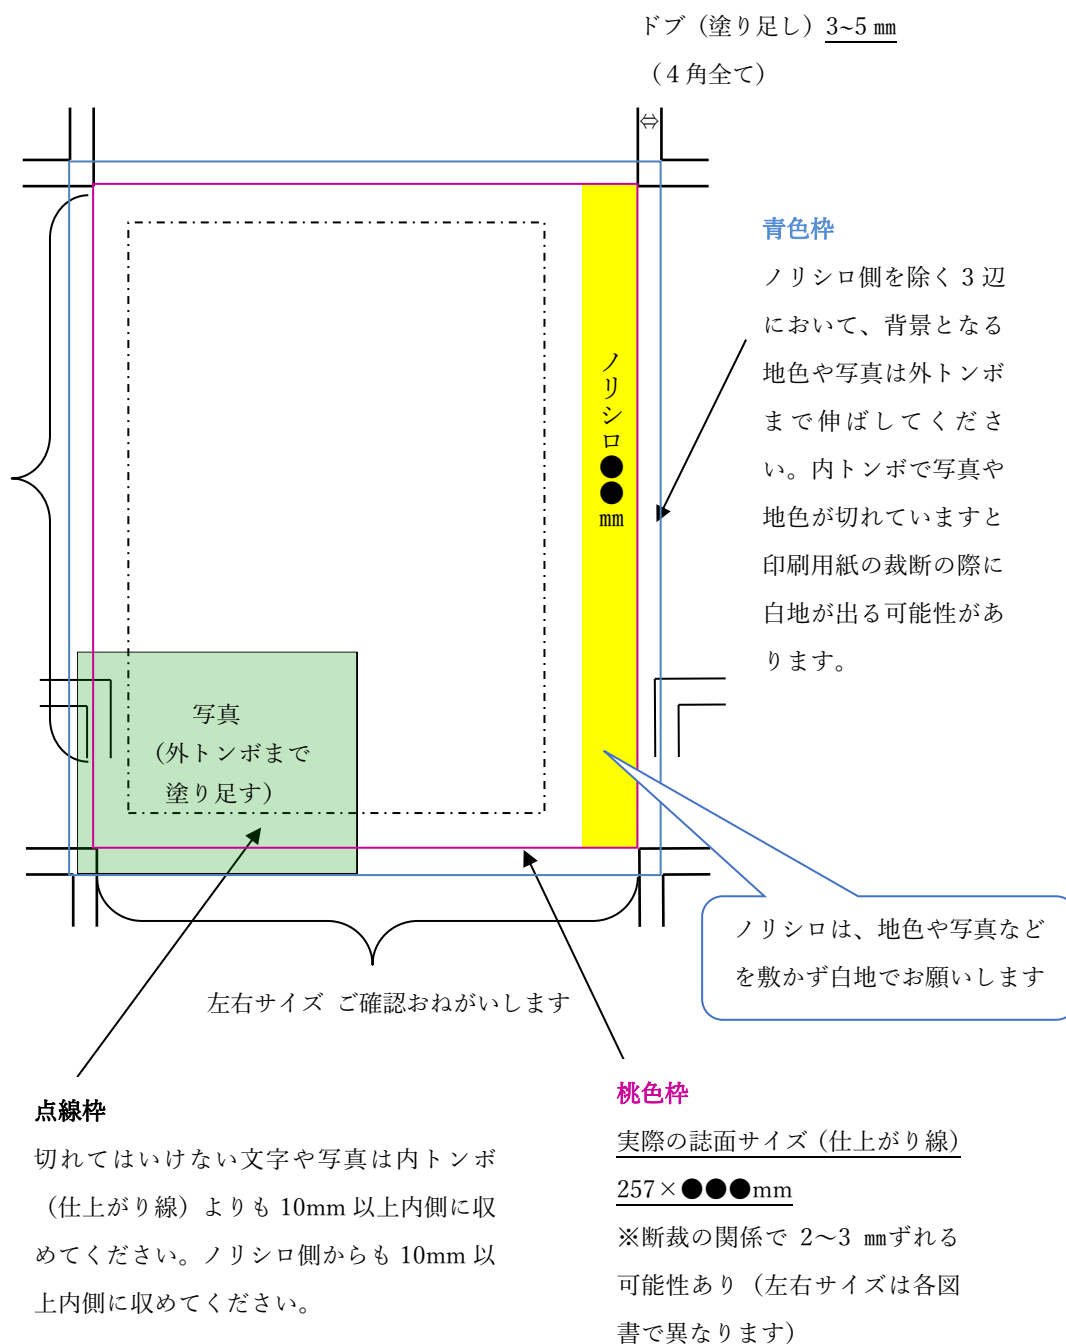 ドブ（塗り足し）3~5 ㎜
（４角全て）
⇔
青色枠
ノリシロ側を除く 3 辺
において、背景となる
地色や写真は外トンボ
まで伸ばしてくださ
い。内トンボで写真や
地色が切れていますと
印刷用紙の裁断の際に
白地が出る可能性があ
ります。
ノリシロ●●㎜
写真
（外トンボまで
塗り足す）
ノリシロは、地色や写真など
を敷かず白地でお願いします
左右サイズ ご確認おねがいします
点線枠
切れてはいけない文字や写真は内トンボ
（仕上がり線）よりも 10mm 以上内側に収
めてください。ノリシロ側からも 10mm 以
上内側に収めてください。
桃色枠
実際の誌面サイズ（仕上がり線）
257×●●●mm
※断裁の関係で 2～3 ㎜ずれる
可能性あり（左右サイズは各図
書で異なります）